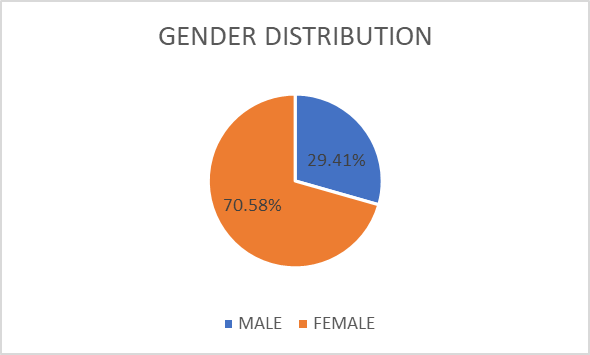 GENDER DISTRIBUTION
29.41%
70.58%
MALE FEMALE